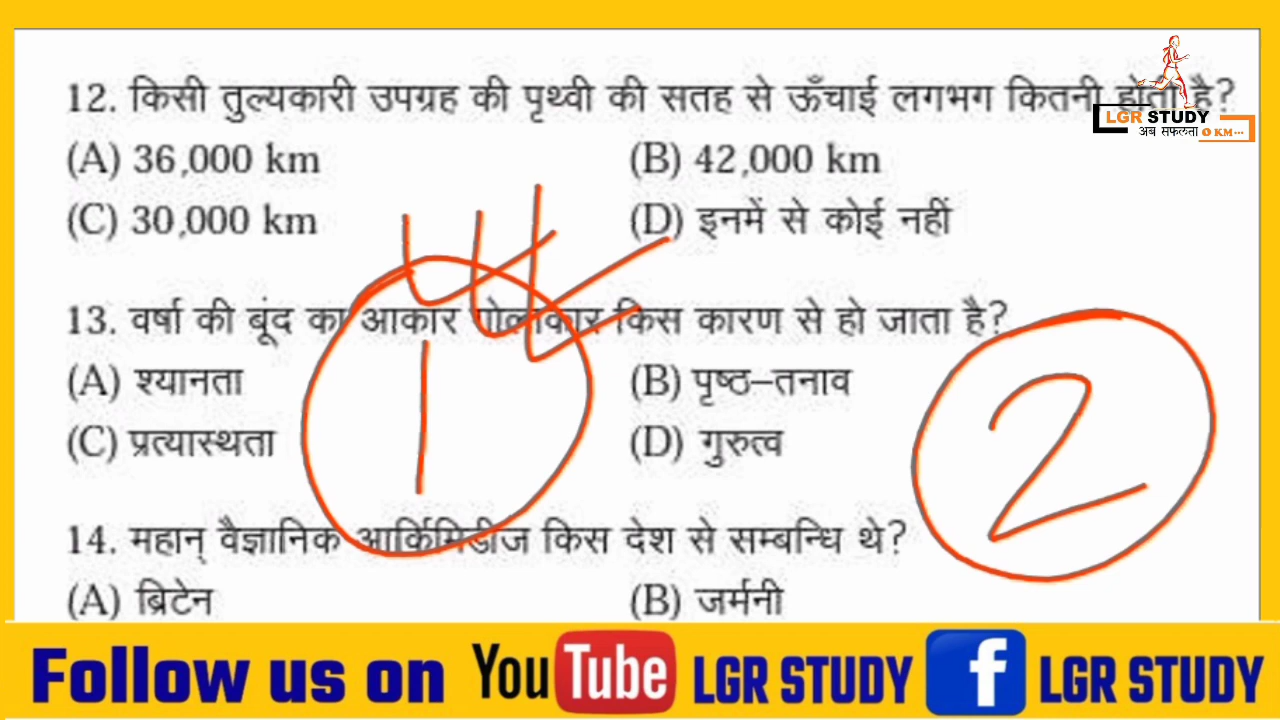 12. किसी तुल्यकारी उपग्रह की पृथ्वी की सतह से ऊँचाई लगभग कितनी होती है?
LGR STUDY
अब सफलता 0 KM...
(A) 36,000 km (B) 42,000 km
(C) 30,000 km (D) इनमें से कोई नहीं
13. वर्षा की बूंद का आकार गोलाकार किस कारण से हो जाता है?
(A) श्यानता (B) पृष्ठ–तनाव
(C) प्रत्यास्थता (D) गुरुत्व
1
2
14. महान् वैज्ञानिक आर्किमिडीज किस देश से सम्बन्धि थे?
(A) ब्रिटेन (B) जर्मनी
Follow us on YouTube LGR STUDY f LGR STUDY